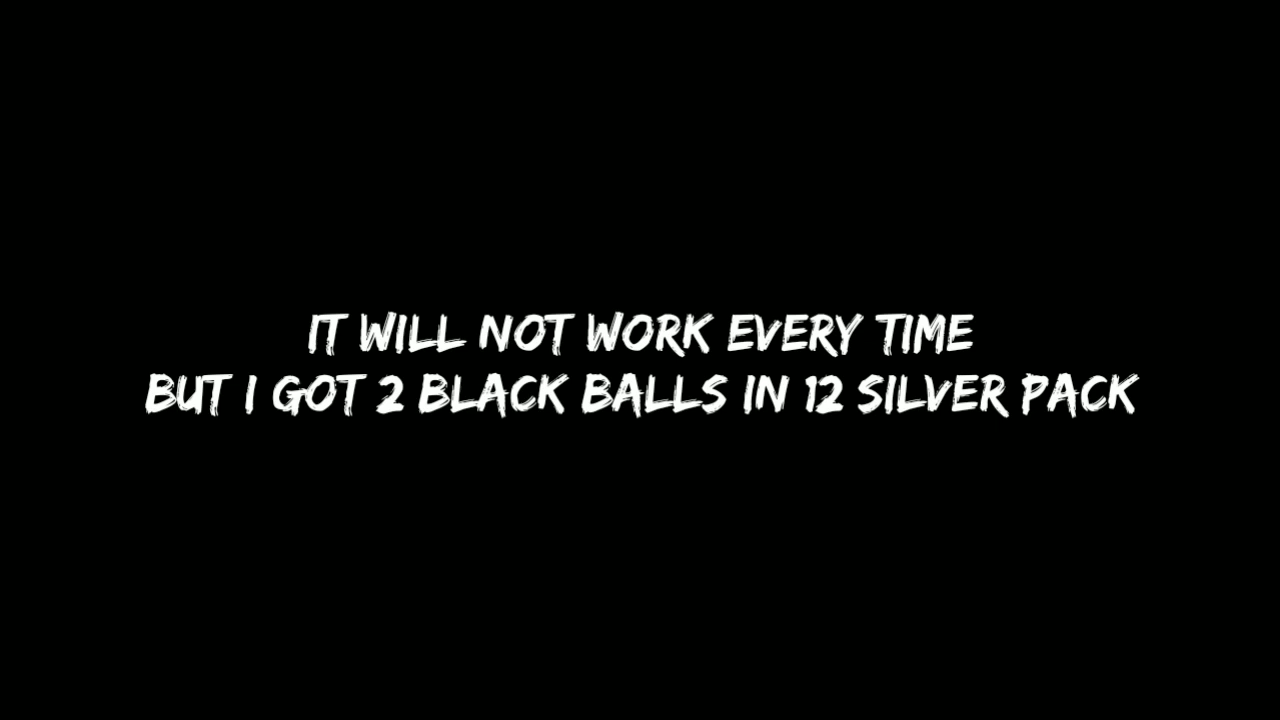 IT WILL NOT WORK EVERY TIME
BUT I GOT 2 BLACK BALLS IN 12 SILVER PACK